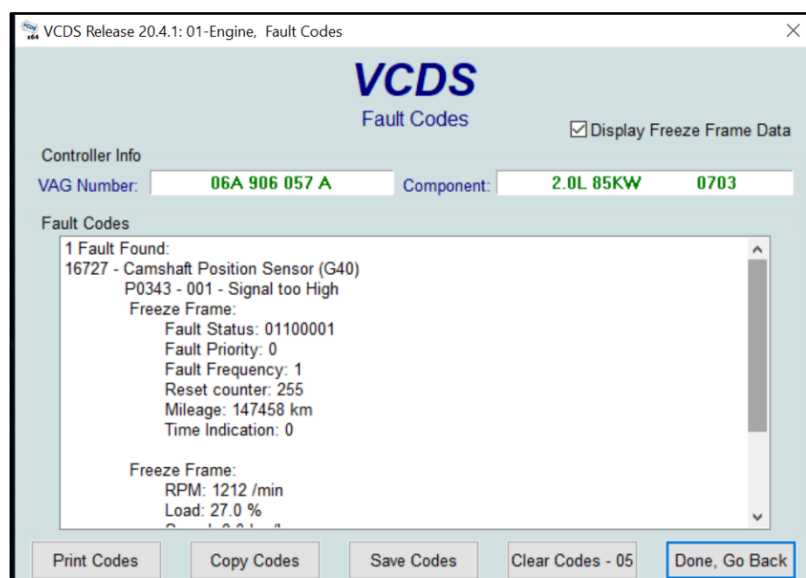 VCDS Release 20.4.1: 01-Engine, Fault Codes
VCDS
Fault Codes
Display Freeze Frame Data
Controller Info
VAG Number: 06A 906 057 A Component: 2.0L 85KW 0703
Fault Codes
1 Fault Found:
16727 - Camshaft Position Sensor (G40)
P0343 - 001 - Signal too High
Freeze Frame:
Fault Status: 01100001
Fault Priority: 0
Fault Frequency: 1
Reset counter: 255
Mileage: 147458 km
Time Indication: 0
Freeze Frame:
RPM: 1212 /min
Load: 27.0 %
Print Codes Copy Codes Save Codes Clear Codes - 05 Done, Go Back